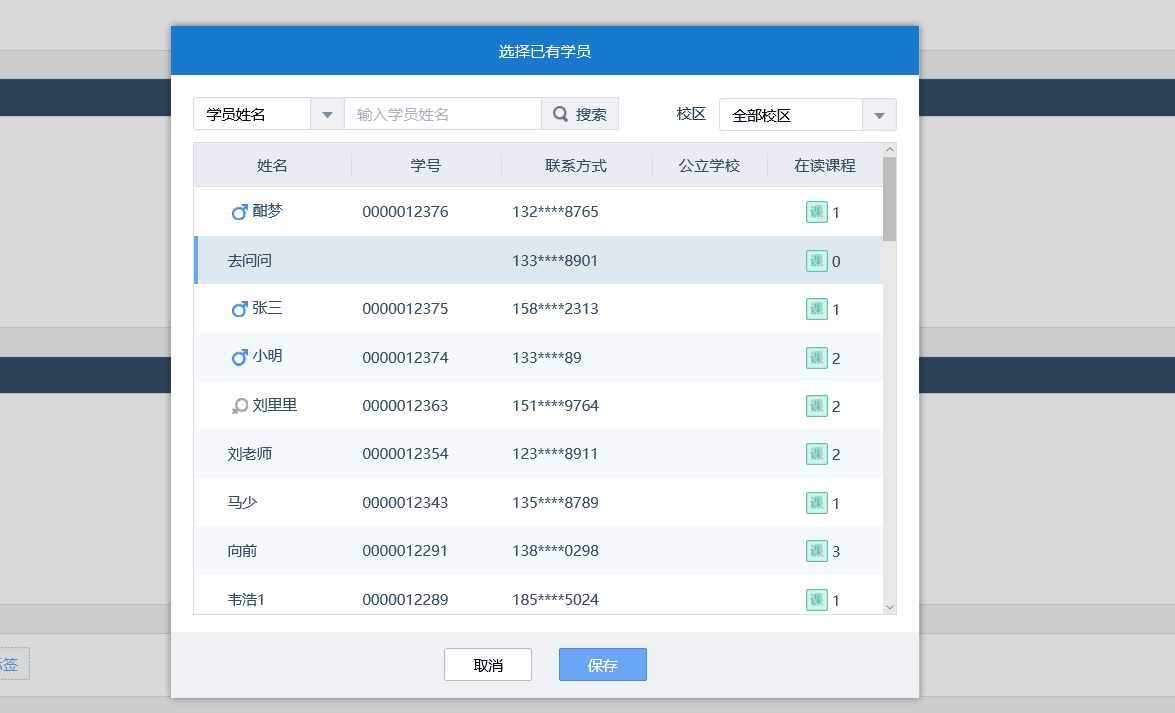 选择已有学员
学员姓名 输入学员姓名 搜索 校区 全部校区
姓名 学号 联系方式 公立学校 在读课程
酣梦 0000012376 132****8765 课 1
去问问 133****8901 课 0
张三 0000012375 158****2313 课 1
小明 0000012374 133****89 课 2
刘里里 0000012363 151****9764 课 2
刘老师 0000012354 123****8911 课 2
马少 0000012343 135****8789 课 1
向前 0000012291 138****0298 课 3
韦浩1 0000012289 185****5024 课 1
签
取消 保存